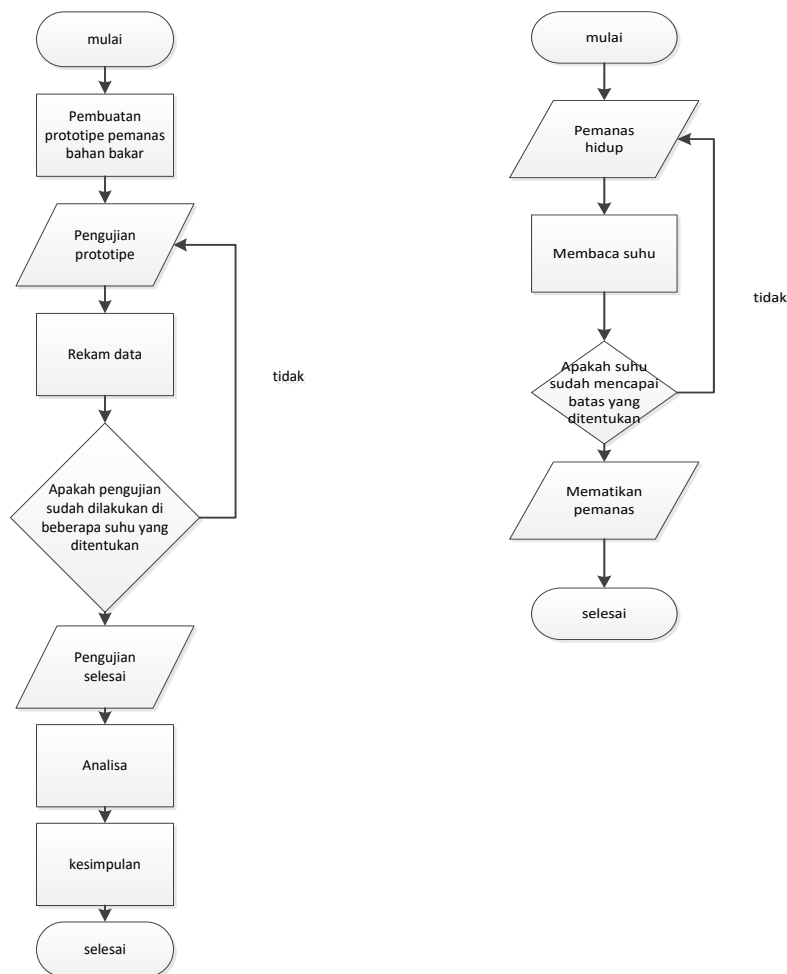 mulai
Pembuatan
prototipe pemanas
bahan bakar
Pengujian
prototipe
Rekam data
tidak
Apakah pengujian
sudah dilakukan di
beberapa suhu yang
ditentukan
Pengujian
selesai
Analisa
kesimpulan
selesai
mulai
Pemanas
hidup
Membaca suhu
tidak
Apakah suhu
sudah mencapai
batas yang
ditentukan
Mematikan
pemanas
selesai